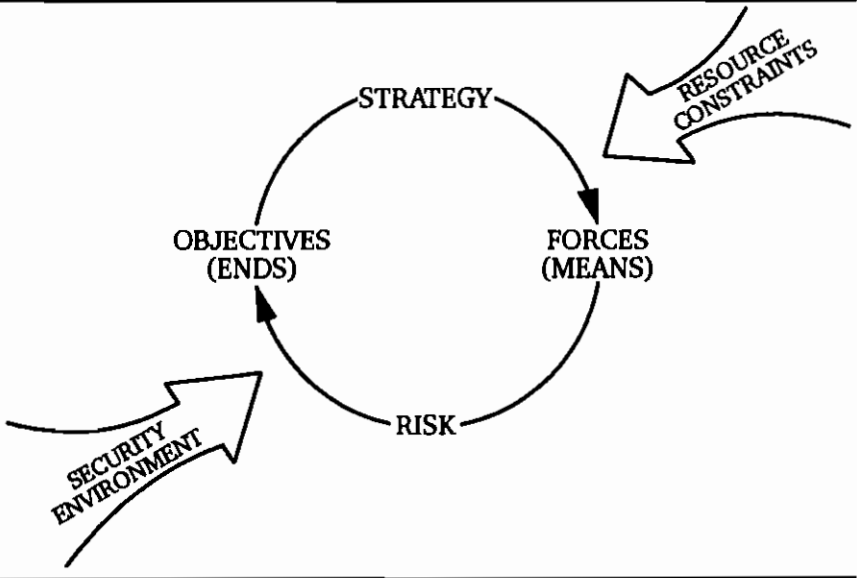 RESOURCE
CONSTRAINTS
STRATEGY
OBJECTIVES
(ENDS)
FORCES
(MEANS)
RISK
SECURITY
ENVIRONMENT